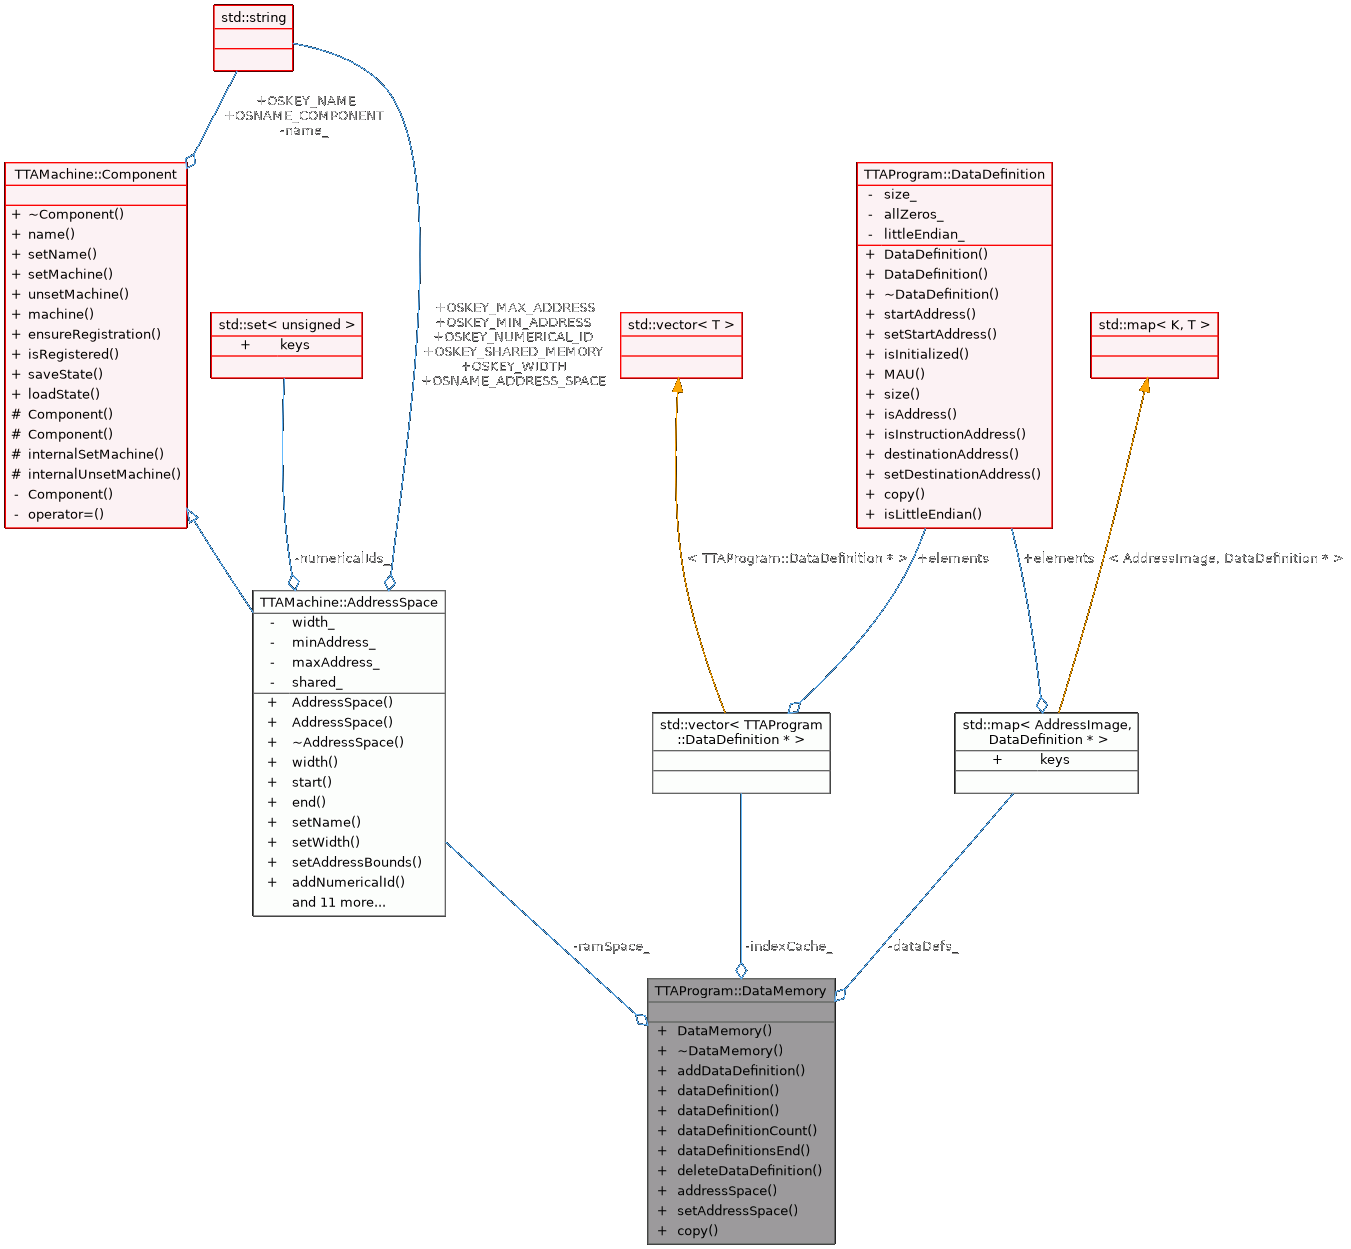 std::string
+OSKEY_NAME
+OSNAME_COMPONENT
-name_
TTAMachine::Component
+ ~Component()
+ name()
+ setName()
+ setMachine()
+ unsetMachine()
+ machine()
+ ensureRegistration()
+ isRegistered()
+ saveState()
+ loadState()
# Component()
# Component()
# internalSetMachine()
# internalUnsetMachine()
- Component()
- operator=()
std::set< unsigned >
+ keys
+OSKEY_MAX_ADDRESS
+OSKEY_MIN_ADDRESS
+OSKEY_NUMERICAL_ID
+OSKEY_SHARED_MEMORY
+OSKEY_WIDTH
+OSNAME_ADDRESS_SPACE
std::vector< T >
TTAProgram::DataDefinition
- size_
- allZeros_
- littleEndian_
+ DataDefinition()
+ DataDefinition()
+ ~DataDefinition()
+ startAddress()
+ setStartAddress()
+ isInitialized()
+ MAU()
+ size()
+ isAddress()
+ isInstructionAddress()
+ destinationAddress()
+ setDestinationAddress()
+ copy()
+ isLittleEndian()
std::map< K, T >
-numericalIds_
< TTAProgram::DataDefinition * >
+elements
+elements
< AddressImage, DataDefinition * >
TTAMachine::AddressSpace
- width_
- minAddress_
- maxAddress_
- shared_
+ AddressSpace()
+ AddressSpace()
+ ~AddressSpace()
+ width()
+ start()
+ end()
+ setName()
+ setWidth()
+ setAddressBounds()
+ addNumericalId()
and 11 more...
std::vector< TTAProgram
::DataDefinition * >
std::map< AddressImage,
DataDefinition * >
+ keys
-ramSpace_
-indexCache_
-dataDefs_
TTAProgram::DataMemory
+ DataMemory()
+ ~DataMemory()
+ addDataDefinition()
+ dataDefinition()
+ dataDefinition()
+ dataDefinitionCount()
+ dataDefinitionsEnd()
+ deleteDataDefinition()
+ addressSpace()
+ setAddressSpace()
+ copy()